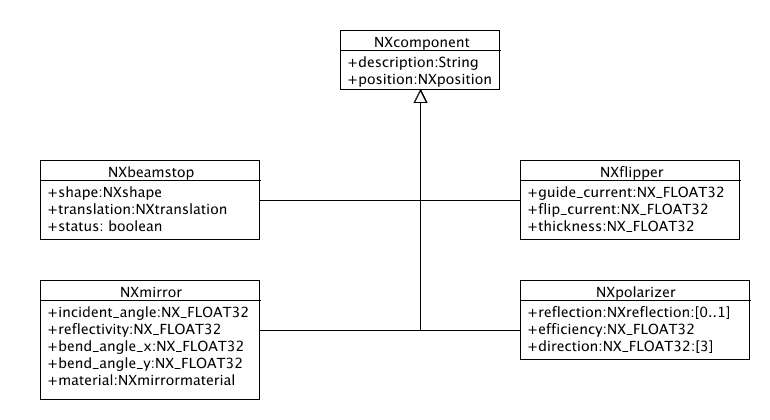 NXcomponent
+description:String
+position:NXposition
NXbeamstop
+shape:NXshape
+translation:NXtranslation
+status: boolean
NXflipper
+guide_current:NX_FLOAT32
+flip_current:NX_FLOAT32
+thickness:NX_FLOAT32
NXmirror
+incident_angle:NX_FLOAT32
+reflectivity:NX_FLOAT32
+bend_angle_x:NX_FLOAT32
+bend_angle_y:NX_FLOAT32
+material:NXmirrormaterial
NXpolarizer
+reflection:NXreflection:[0..1]
+efficiency:NX_FLOAT32
+direction:NX_FLOAT32:[3]